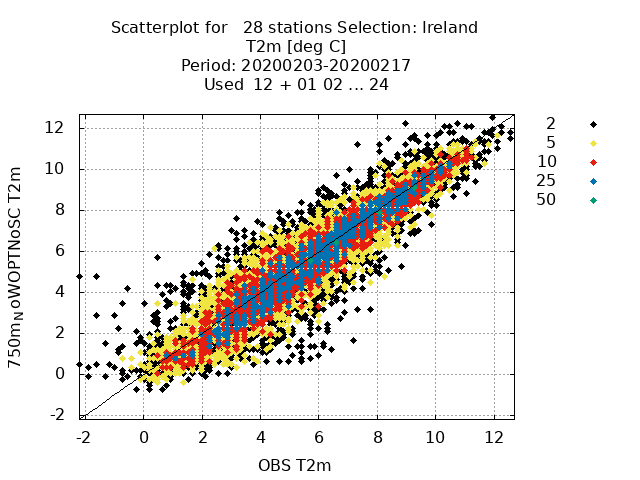 Scatterplot for 28 stations Selection: Ireland
T2m [deg C]
Period: 20200203-20200217
Used 12 + 01 02 ... 24
2
5
10
25
50
12
10
8
6
4
2
0
-2
750mNoWOPTNoSC T2m
-2 0 2 4 6 8 10 12
OBS T2m